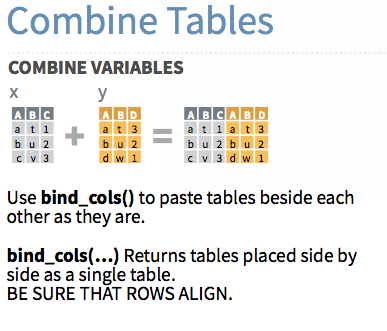 Combine Tables
COMBINE VARIABLES
x y
A B C A B D A B C A B D
a t 1 + a t 3 = a t 1 a t 3
b u 2 b u 2 b u 2 b u 2
c v 3 d w 1 c v 3 d w 1
Use bind_cols() to paste tables beside each
other as they are.
bind_cols(...) Returns tables placed side by
side as a single table.
BE SURE THAT ROWS ALIGN.